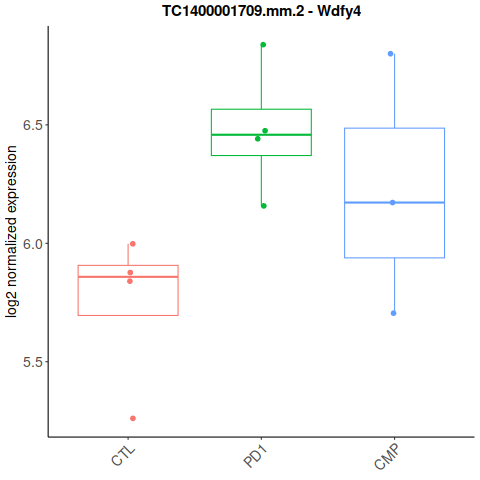 TC1400001709.mm.2 - Wdfy4
log2 normalized expression
6.5
6.0
5.5
CTL
PD1
CMP